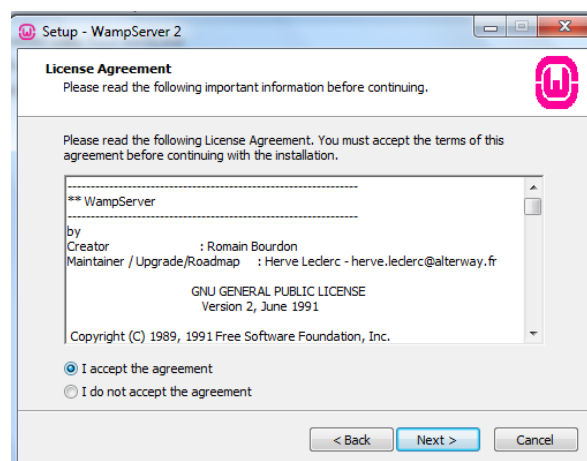 Setup - WampServer 2
License Agreement
Please read the following important information before continuing.
Please read the following License Agreement. You must accept the terms of this
agreement before continuing with the installation.
----------------------------------------------------------
** WampServer
----------------------------------------------------------
by
Creator : Romain Bourdon
Maintainer / Upgrade/Roadmap : Herve Leclerc - herve.leclerc@alterway.fr
GNU GENERAL PUBLIC LICENSE
Version 2, June 1991
Copyright (C) 1989, 1991 Free Software Foundation, Inc.
I accept the agreement
I do not accept the agreement
< Back Next > Cancel